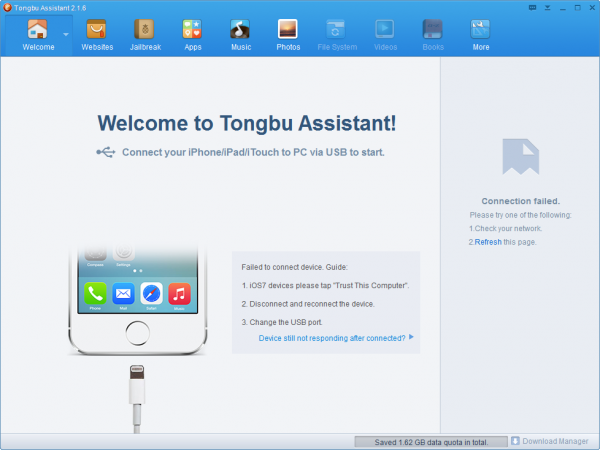 Tongbu Assistant 2.1.6
Welcome
Websites
Jailbreak
Apps
Music
Photos
File System
Videos
Books
More
Welcome to Tongbu Assistant!
Connect your iPhone/iPad/iTouch to PC via USB to start.
Connection failed.
Please try one of the following:
1.Check your network.
2.Refresh this page.
Compass
Settings
Failed to connect device. Guide:
1. iOS7 devices please tap "Trust This Computer".
2. Disconnect and reconnect the device.
3. Change the USB port.
Device still not responding after connected?
Phone
Mail
Safari
Music
Saved 1.62 GB data quota in total.
Download Manager